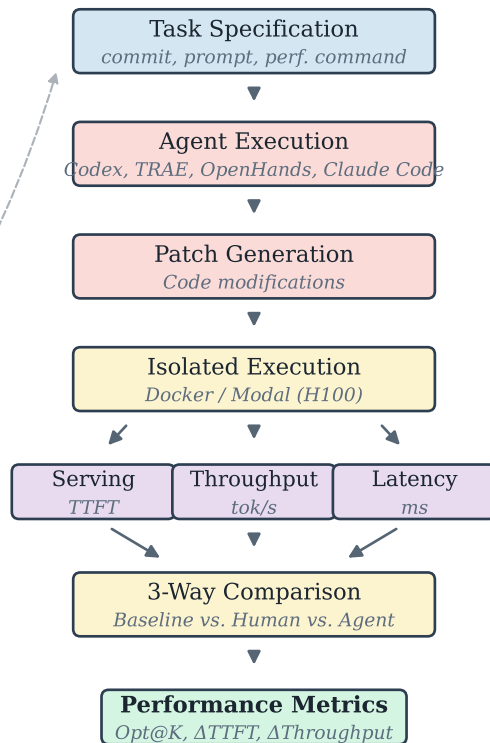 Task Specification
commit, prompt, perf. command
Agent Execution
Codex, TRAE, OpenHands, Claude Code
Patch Generation
Code modifications
Isolated Execution
Docker / Modal (H100)
Serving
TTFT
Throughput
tok/s
Latency
ms
3-Way Comparison
Baseline vs. Human vs. Agent
Performance Metrics
Opt@K, ΔTTFT, ΔThroughput